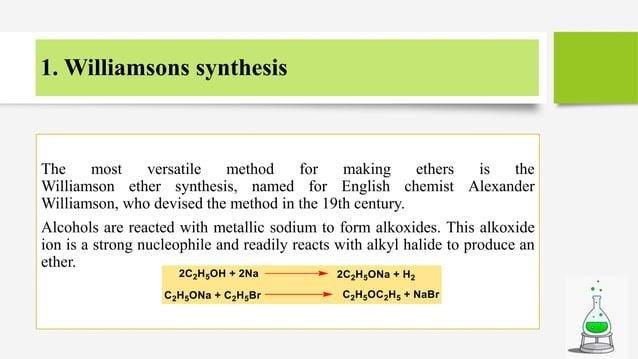 1. Williamsons synthesis
The most versatile method for making ethers is the
Williamson ether synthesis, named for English chemist Alexander
Williamson, who devised the method in the 19th century.
Alcohols are reacted with metallic sodium to form alkoxides. This alkoxide
ion is a strong nucleophile and readily reacts with alkyl halide to produce an
ether.
2C₂H₅OH + 2Na ⟶ 2C₂H₅ONa + H₂
C₂H₅ONa + C₂H₅Br ⟶ C₂H₅OC₂H₅ + NaBr